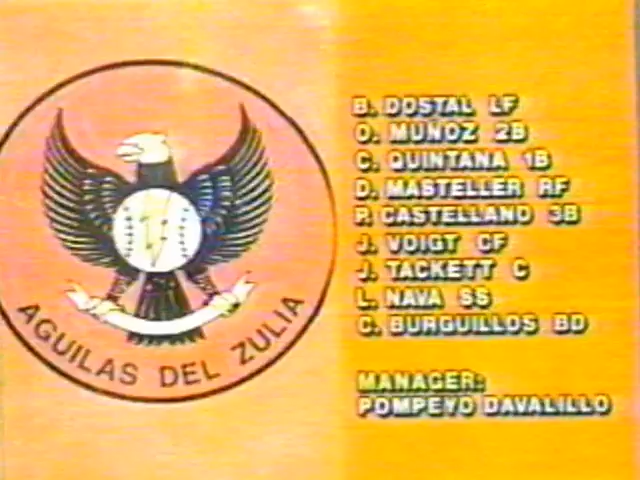 AGUILAS DEL ZULIA
B. DOSTAL LF
O. MUÑOZ 2B
C. QUINTANA 1B
D. MASTELLER RF
P. CASTELLANO 3B
J. VOIGT CF
J. TACKETT C
L. NAVA SS
C. BURGUILLOS BD
MANAGER:
POMPEYO DAVALILLO